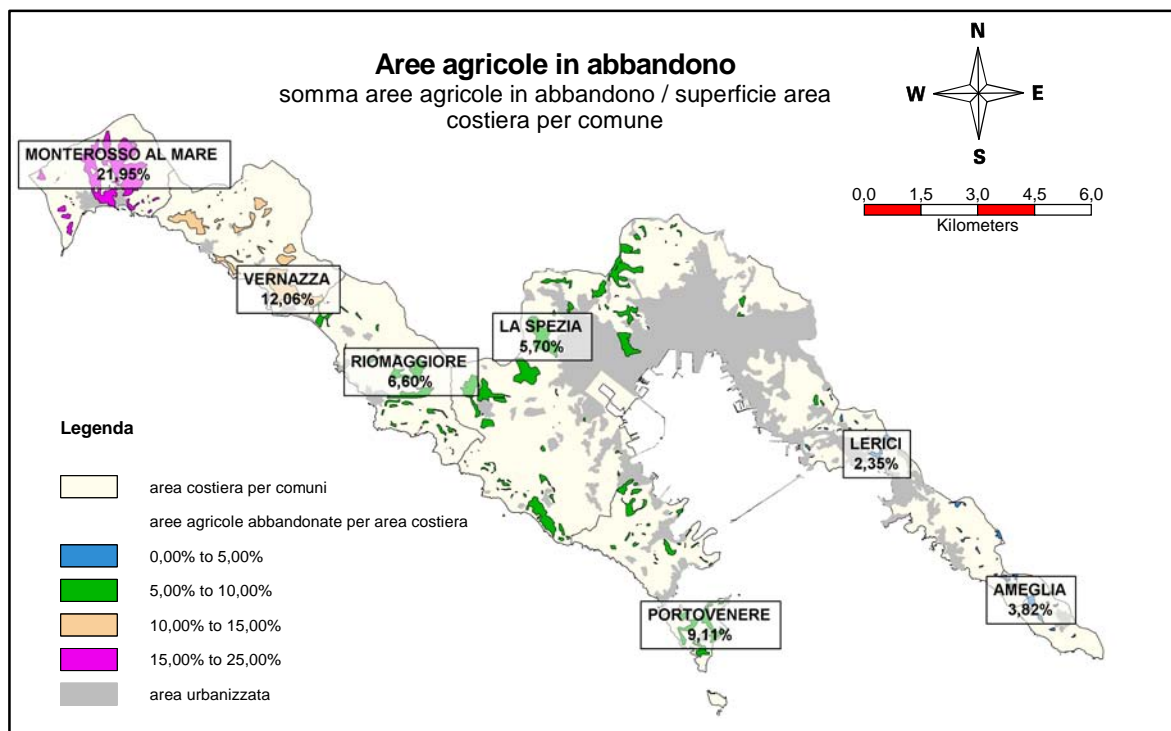 Aree agricole in abbandono
somma aree agricole in abbandono / superficie area
costiera per comune
N
W
E
S
0,0 1,5 3,0 4,5 6,0
Kilometers
MONTEROSSO AL MARE
21,95%
VERNAZZA
12,06%
RIOMAGGIORE
6,60%
LA SPEZIA
5,70%
LERICI
2,35%
AMEGLIA
3,82%
PORTOVENERE
9,11%
Legenda
area costiera per comuni
aree agricole abbandonate per area costiera
0,00% to 5,00%
5,00% to 10,00%
10,00% to 15,00%
15,00% to 25,00%
area urbanizzata